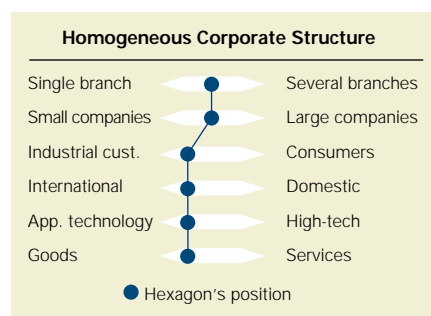 Homogeneous Corporate Structure
Single branch Several branches
Small companies Large companies
Industrial cust. Consumers
International Domestic
App. technology High-tech
Goods Services
Hexagon's position